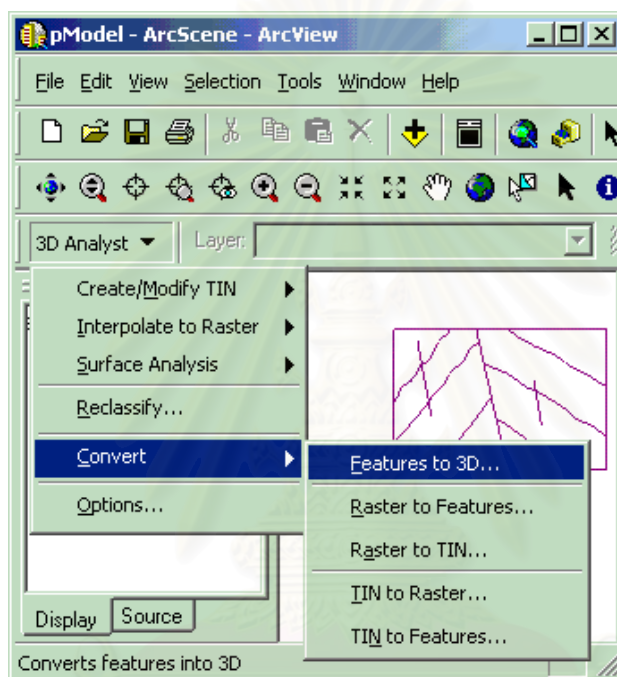 pModel - ArcScene - ArcView
File Edit View Selection Tools Window Help
3D Analyst Layer:
Create/Modify TIN
Interpolate to Raster
Surface Analysis
Reclassify...
Convert
Options...
Features to 3D...
Raster to Features...
Raster to TIN...
TIN to Raster...
TIN to Features...
Display Source
Converts features into 3D